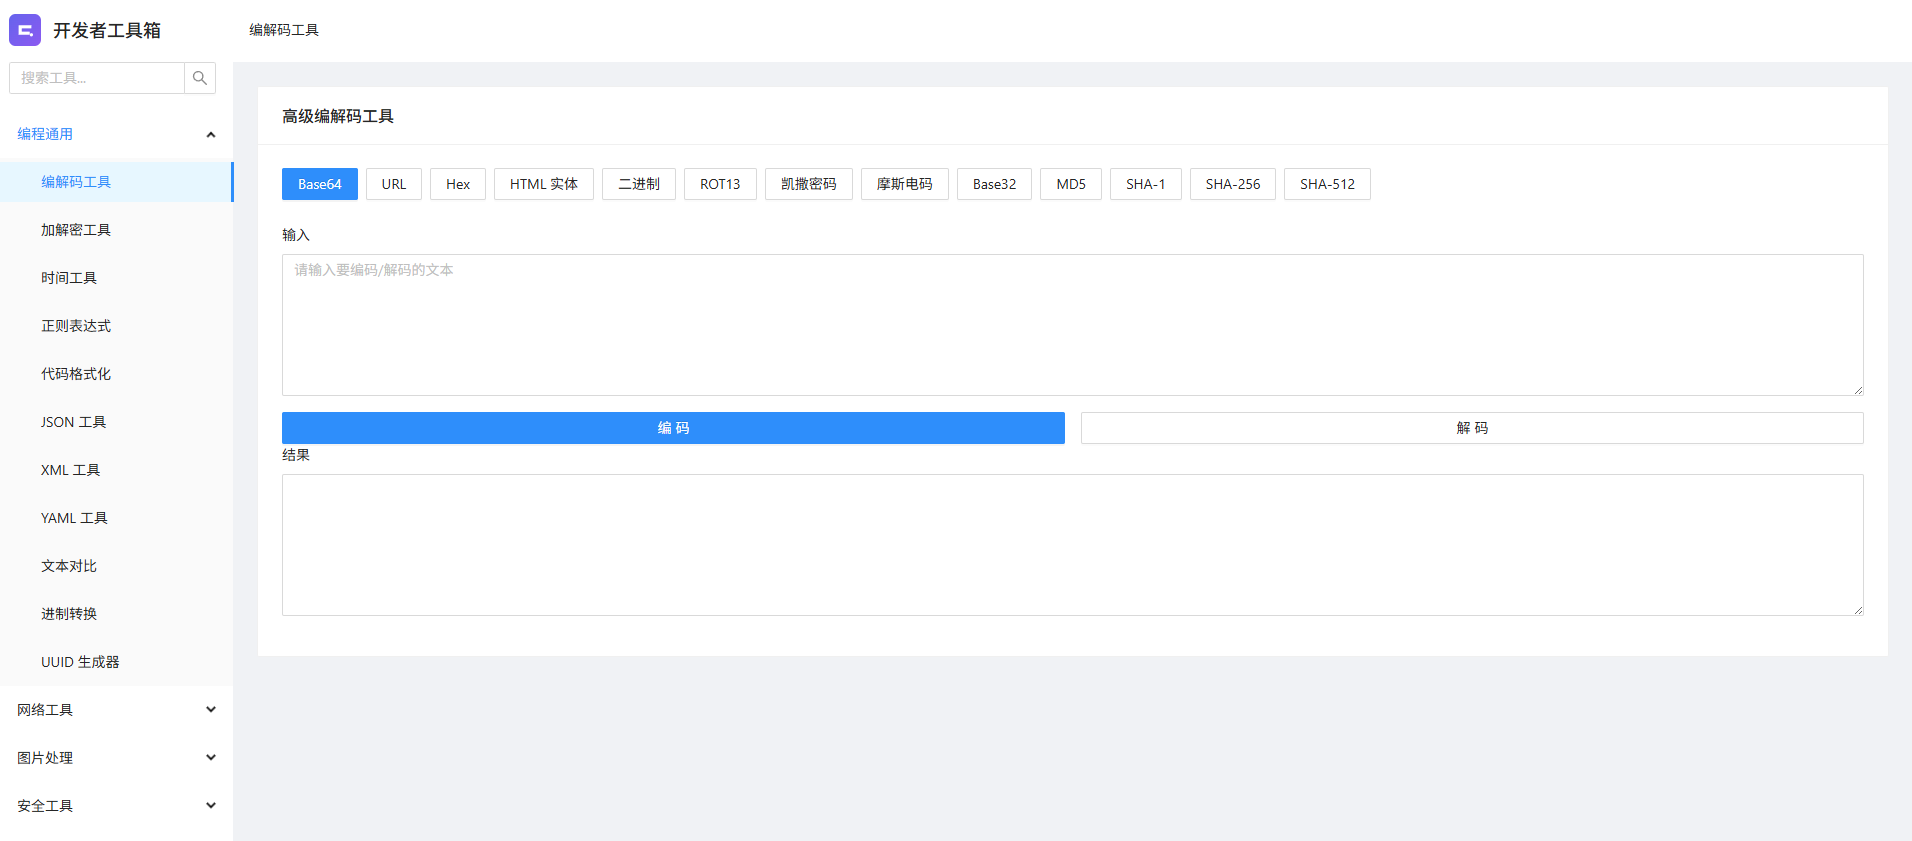 开发者工具箱
编解码工具
搜索工具...
编程通用
编解码工具
加解密工具
时间工具
正则表达式
代码格式化
JSON 工具
XML 工具
YAML 工具
文本对比
进制转换
UUID 生成器
网络工具
图片处理
安全工具
高级编解码工具
Base64 URL Hex HTML 实体 二进制 ROT13 凯撒密码 摩斯电码 Base32 MD5 SHA-1 SHA-256 SHA-512
输入
请输入要编码/解码的文本
编 码 解 码
结果